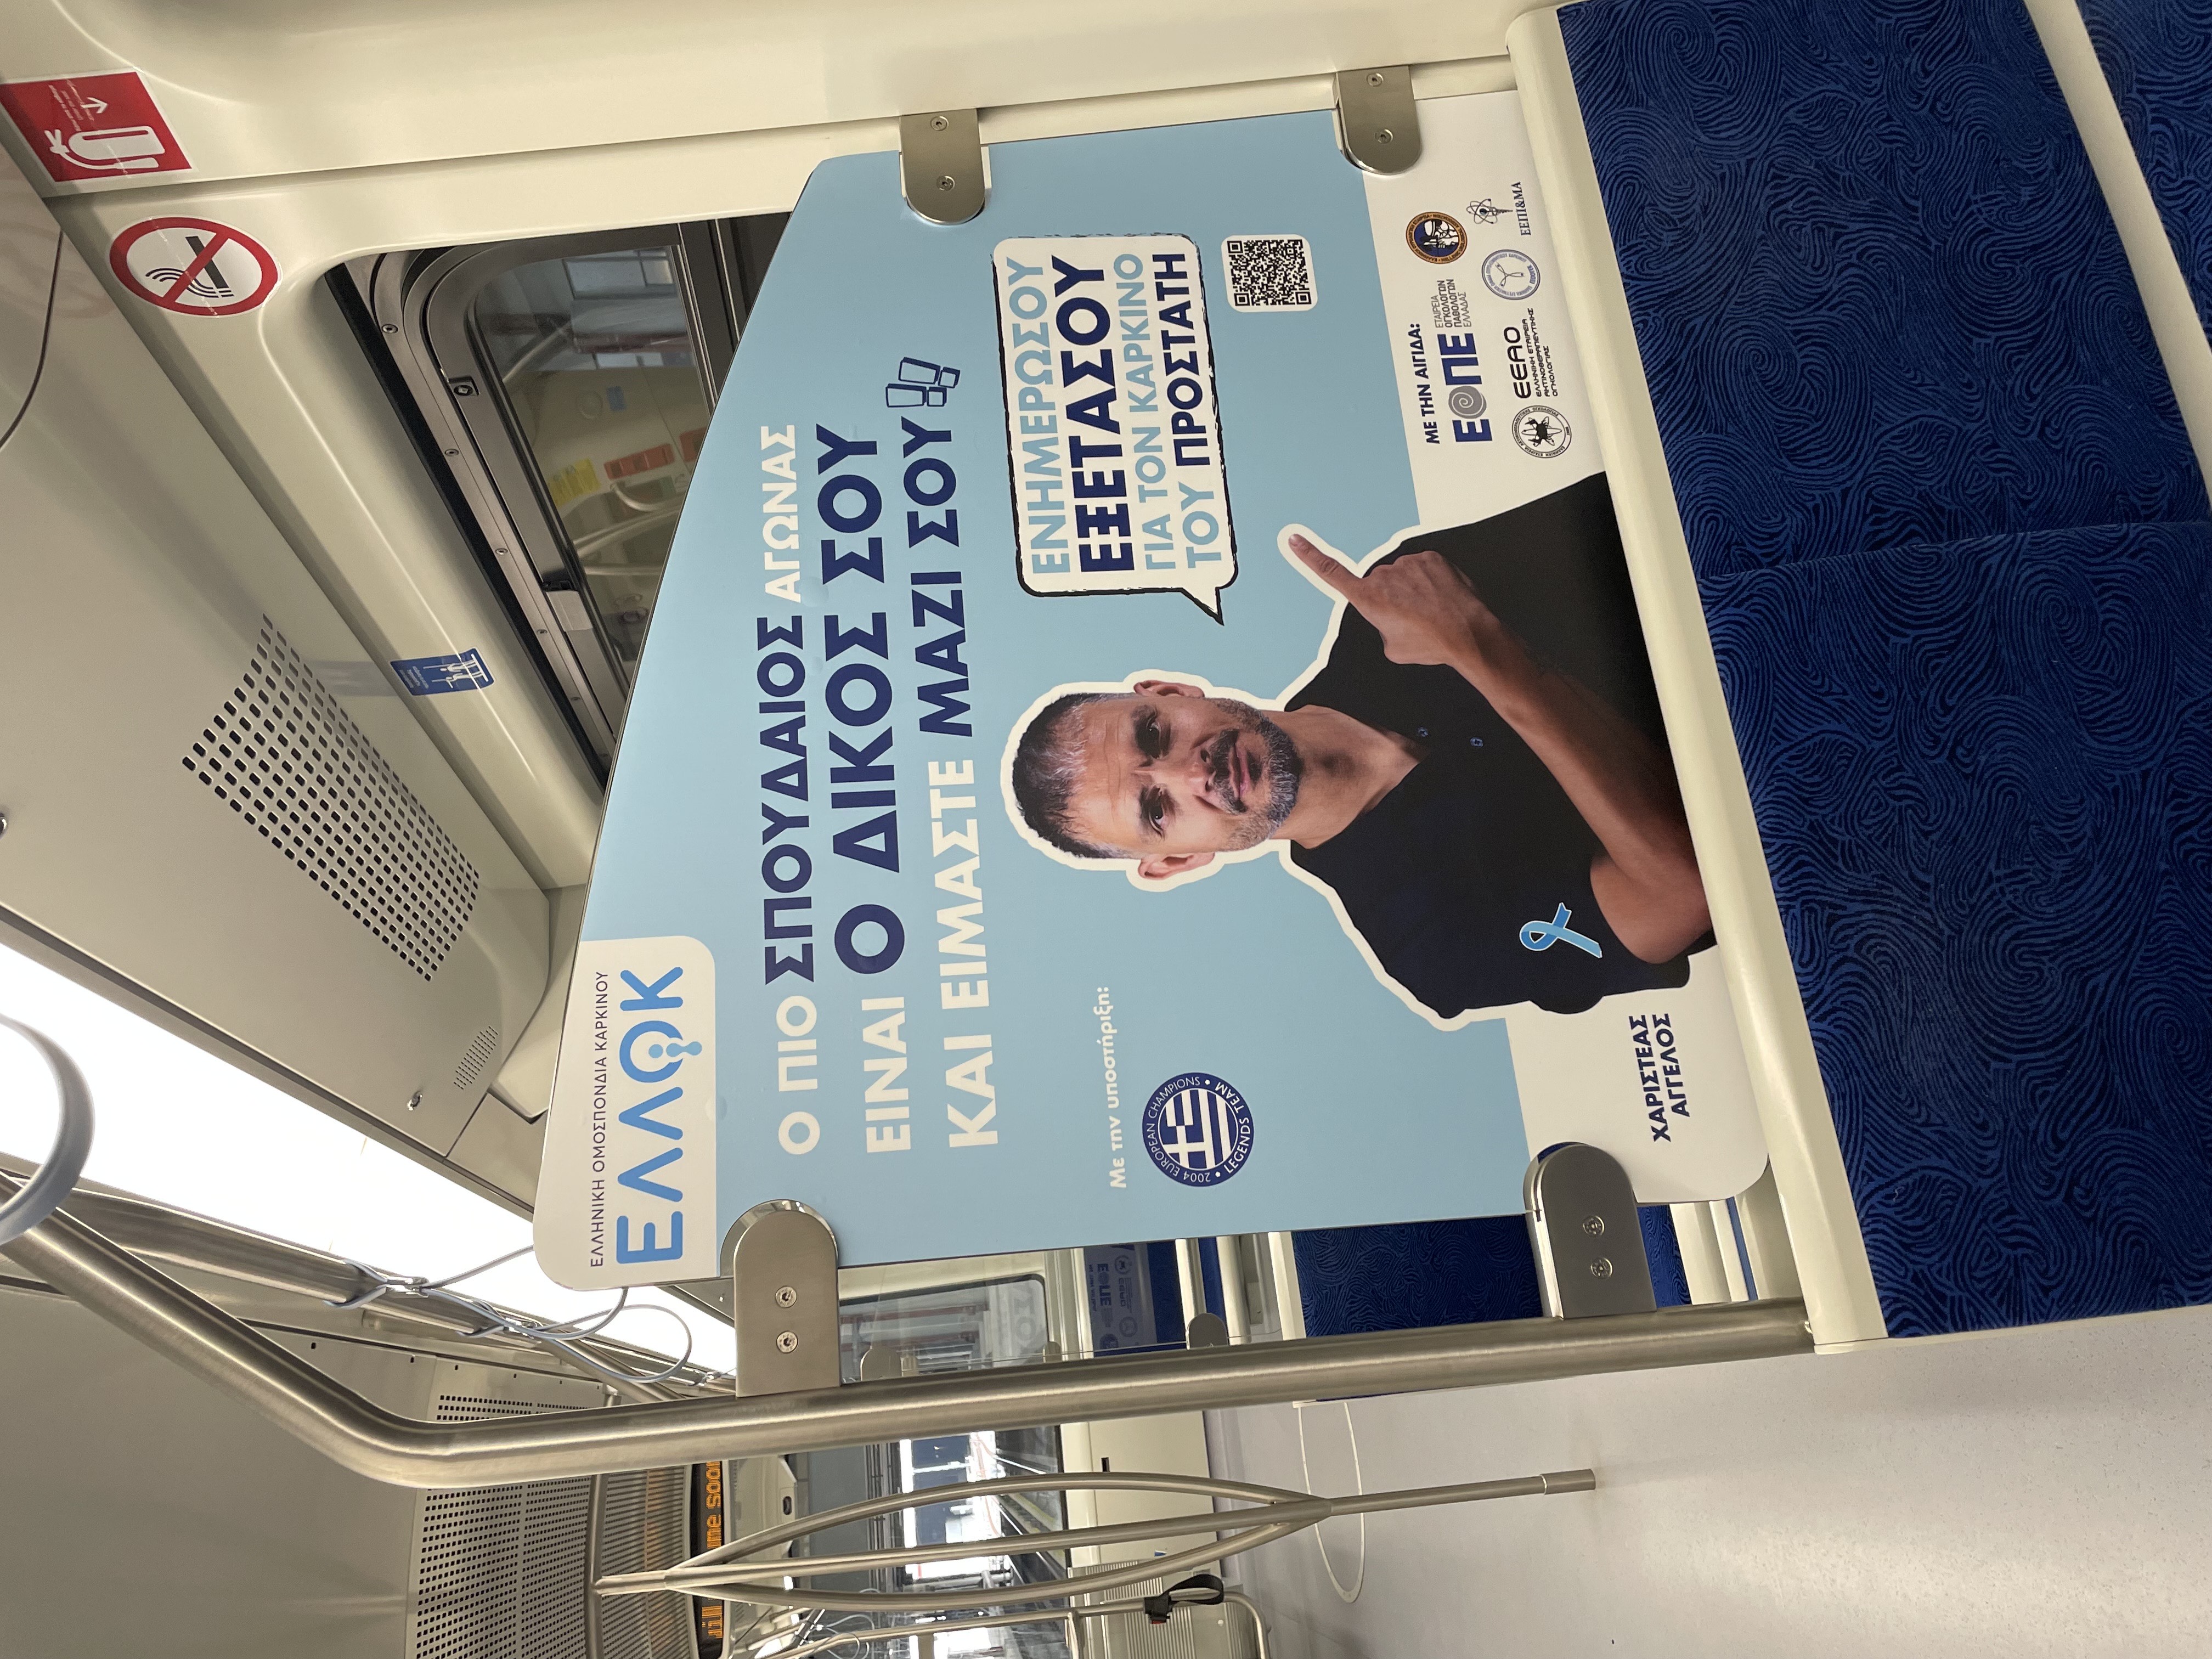 ΕΛΛΗΝΙΚΗ ΟΜΟΣΠΟΝΔΙΑ ΚΑΡΚΙΝΟΥ
ΕΛΛΟΚ
Ο ΠΙΟ ΣΠΟΥΔΑΙΟΣ ΑΓΩΝΑΣ
ΕΙΝΑΙ Ο ΔΙΚΟΣ ΣΟΥ
ΚΑΙ ΕΙΜΑΣΤΕ ΜΑΖΙ ΣΟΥ
ΕΝΗΜΕΡΩΣΟΥ
ΕΞΕΤΑΣΟΥ
ΓΙΑ ΤΟΝ ΚΑΡΚΙΝΟ
ΤΟΥ ΠΡΟΣΤΑΤΗ
Με την υποστήριξη:
2004 EUROPEAN CHAMPIONS
LEGENDS TEAM
ΧΑΡΙΣΤΕΑΣ
ΑΓΓΕΛΟΣ
ΜΕ ΤΗΝ ΑΙΓΙΔΑ:
ΕΟΠΕ
ΕΤΑΙΡΕΙΑ
ΟΓΚΟΛΟΓΩΝ
ΠΑΘΟΛΟΓΩΝ
ΕΛΛΑΔΑΣ
ΕΕΑΟ
ΕΛΛΗΝΙΚΗ ΕΤΑΙΡΕΙΑ
ΑΚΤΙΝΟΘΕΡΑΠΕΥΤΙΚΗΣ
ΟΓΚΟΛΟΓΙΑΣ
ΕΕΠΙ&ΜΑ